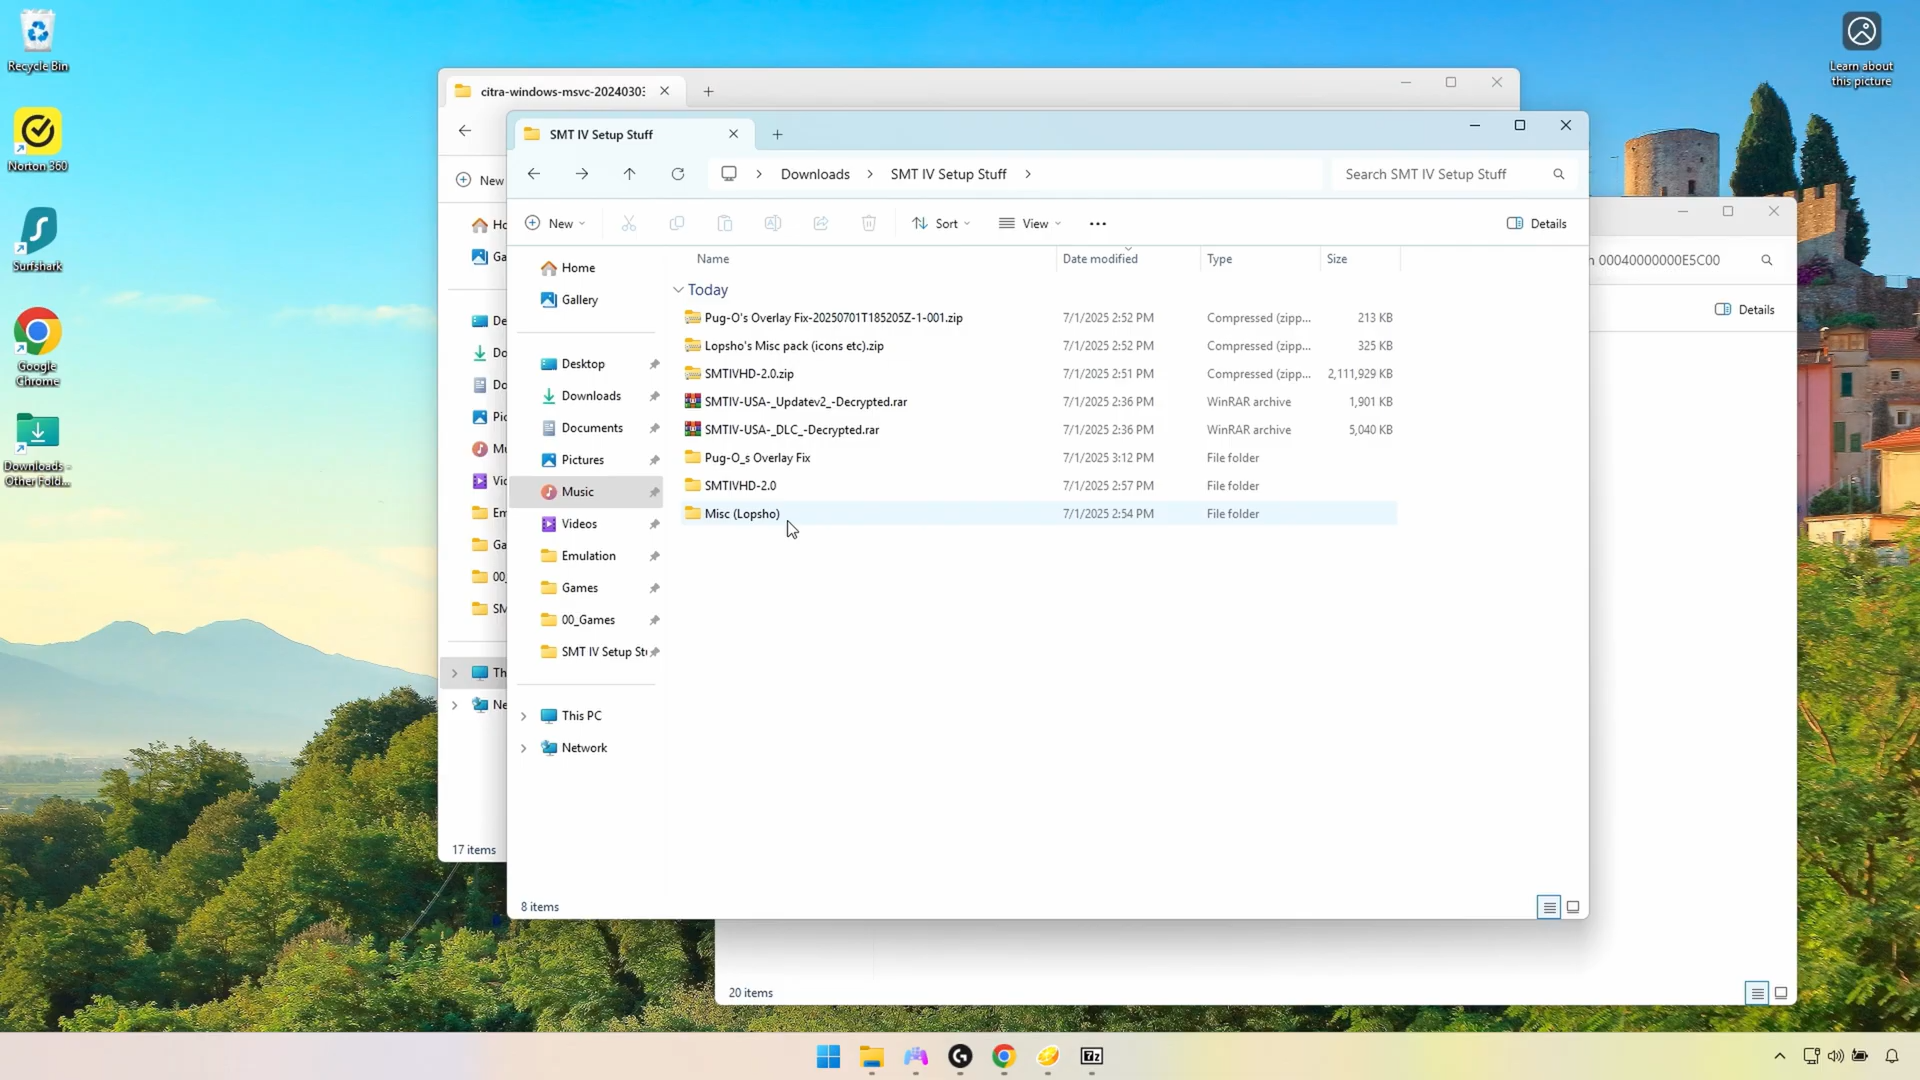 Recycle Bin
Norton 360
Surfshark
Google
Chrome
Downloads -
Other Fold...
Learn about
this picture
citra-windows-msvc-2024030
New
17 items
SMT IV Setup Stuff
Downloads
SMT IV Setup Stuff
Search SMT IV Setup Stuff
New
Sort
View
Details
Name
Date modified
Type
Size
Today
Pug-O's Overlay Fix-20250701T185205Z-1-001.zip 7/1/2025 2:52 PM Compressed (zipp... 213 KB
Lopsho's Misc pack (icons etc).zip 7/1/2025 2:52 PM Compressed (zipp... 325 KB
SMTIVHD-2.0.zip 7/1/2025 2:51 PM Compressed (zipp... 2,111,929 KB
SMTIV-USA-_Updatev2_-Decrypted.rar 7/1/2025 2:36 PM WinRAR archive 1,901 KB
SMTIV-USA-_DLC_-Decrypted.rar 7/1/2025 2:36 PM WinRAR archive 5,040 KB
Pug-O_s Overlay Fix 7/1/2025 3:12 PM File folder
SMTIVHD-2.0 7/1/2025 2:57 PM File folder
Misc (Lopsho) 7/1/2025 2:54 PM File folder
Home
Gallery
Desktop
Downloads
Documents
Pictures
Music
Videos
Emulation
Games
00_Games
SMT IV Setup St
This PC
Network
8 items
00040000000E5C00
Details
20 items
7z